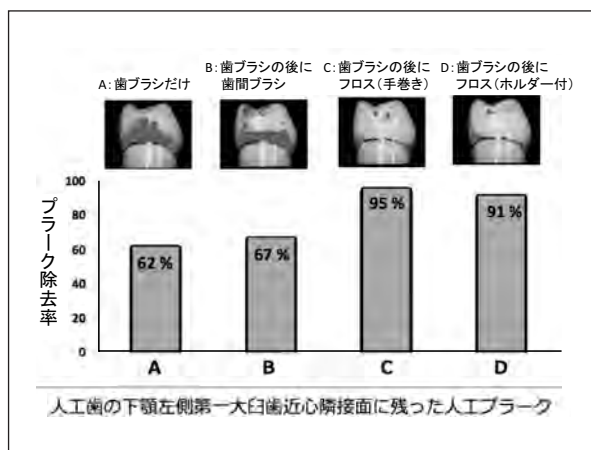 A：歯ブラシだけ
B：歯ブラシの後に
歯間ブラシ
C：歯ブラシの後に
フロス（手巻き）
D：歯ブラシの後に
フロス（ホルダー付）
プラーク除去率
100
80
60
40
20
0
62 %
67 %
95 %
91 %
A
B
C
D
人工歯の下顎左側第一大臼歯近心隣接面に残った人工プラーク